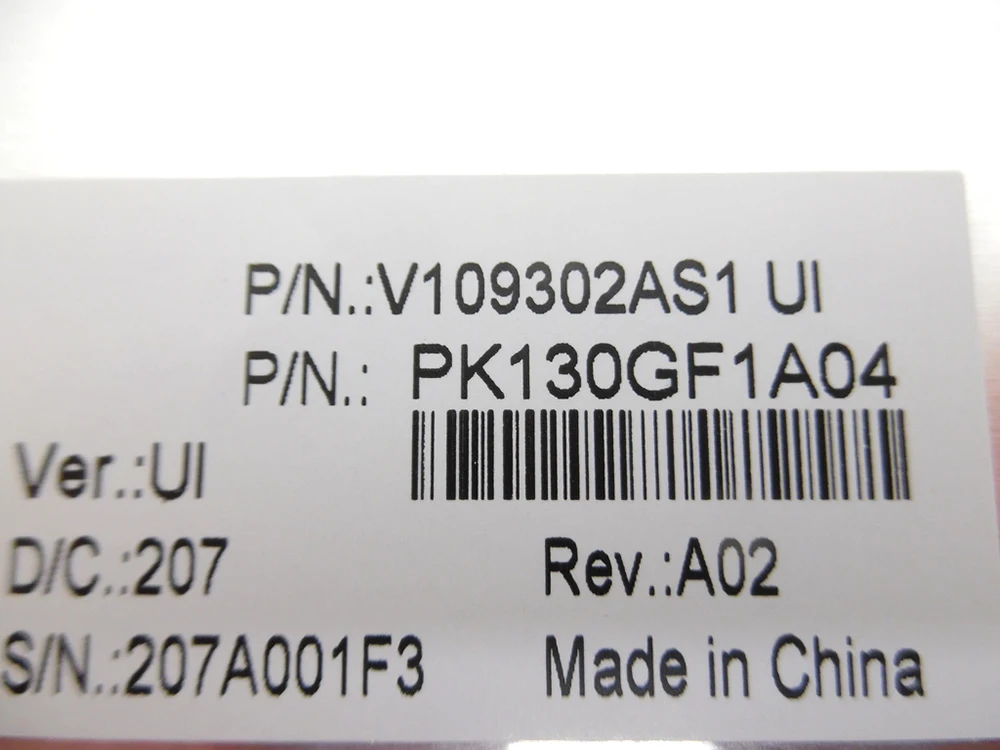 P/N.:V109302AS1 UI
P/N.: PK130GF1A04
Ver.:UI
D/C.:207 Rev.:A02
S/N.:207A001F3 Made in China